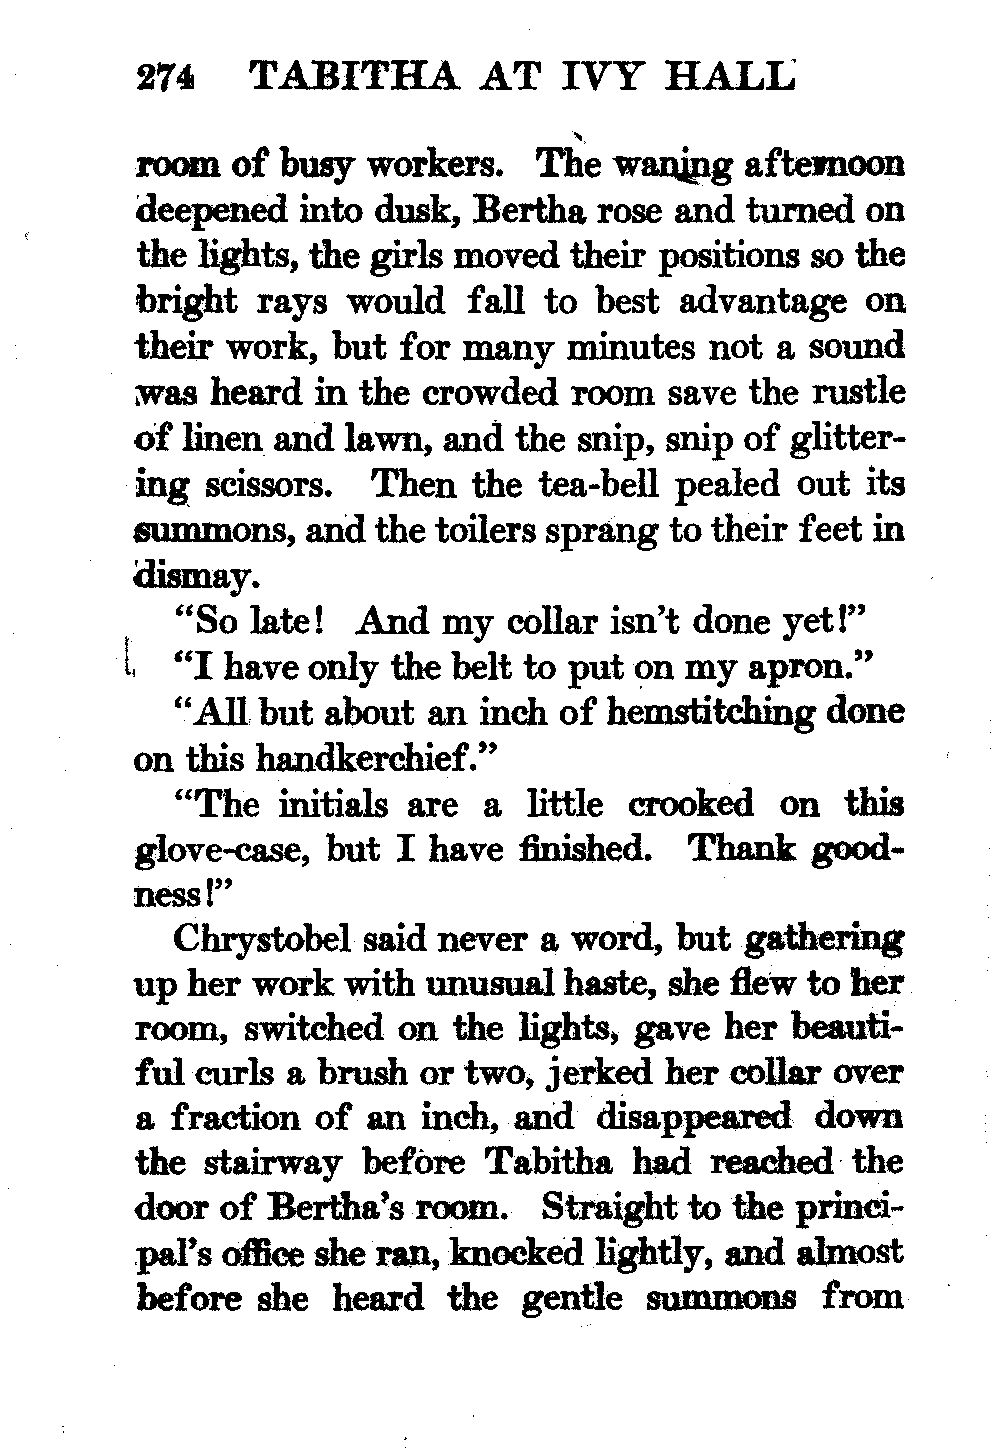 274 TABITHA AT IVY HALL
room of busy workers. The waning afternoon
deepened into dusk, Bertha rose and turned on
the lights, the girls moved their positions so the
bright rays would fall to best advantage on
their work, but for many minutes not a sound
was heard in the crowded room save the rustle
of linen and lawn, and the snip, snip of glitter-
ing scissors. Then the tea-bell pealed out its
summons, and the toilers sprang to their feet in
dismay.
“So late! And my collar isn’t done yet!”
“I have only the belt to put on my apron.”
“All but about an inch of hemstitching done
on this handkerchief.”
“The initials are a little crooked on this
glove-case, but I have finished. Thank good-
ness!”
Chrystobel said never a word, but gathering
up her work with unusual haste, she flew to her
room, switched on the lights, gave her beauti-
ful curls a brush or two, jerked her collar over
a fraction of an inch, and disappeared down
the stairway before Tabitha had reached the
door of Bertha’s room. Straight to the princi-
pal’s office she ran, knocked lightly, and almost
before she heard the gentle summons from